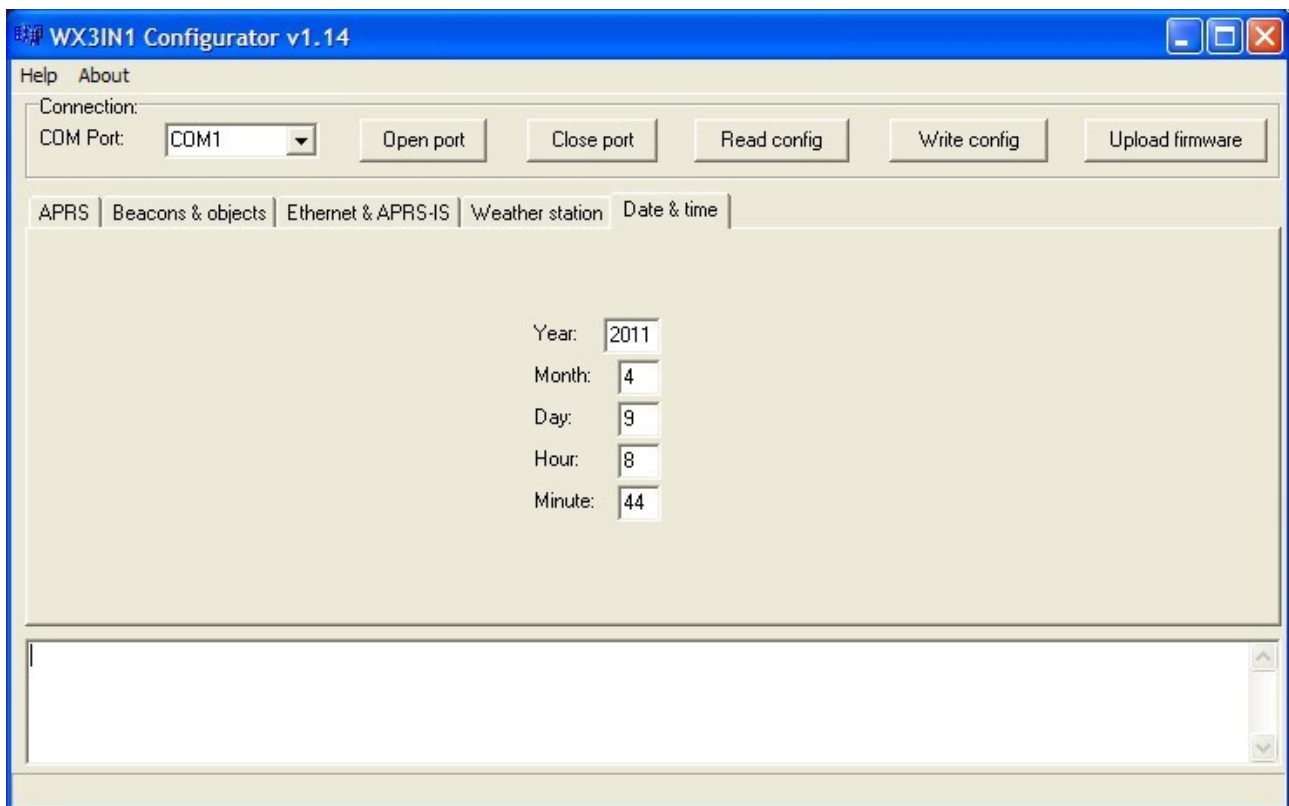 WX3IN1 Configurator v1.14
Help About
Connection:
COM Port: COM1 Open port Close port Read config Write config Upload firmware
APRS Beacons & objects Ethernet & APRS-IS Weather station Date & time
Year: 2011
Month: 4
Day: 9
Hour: 8
Minute: 44